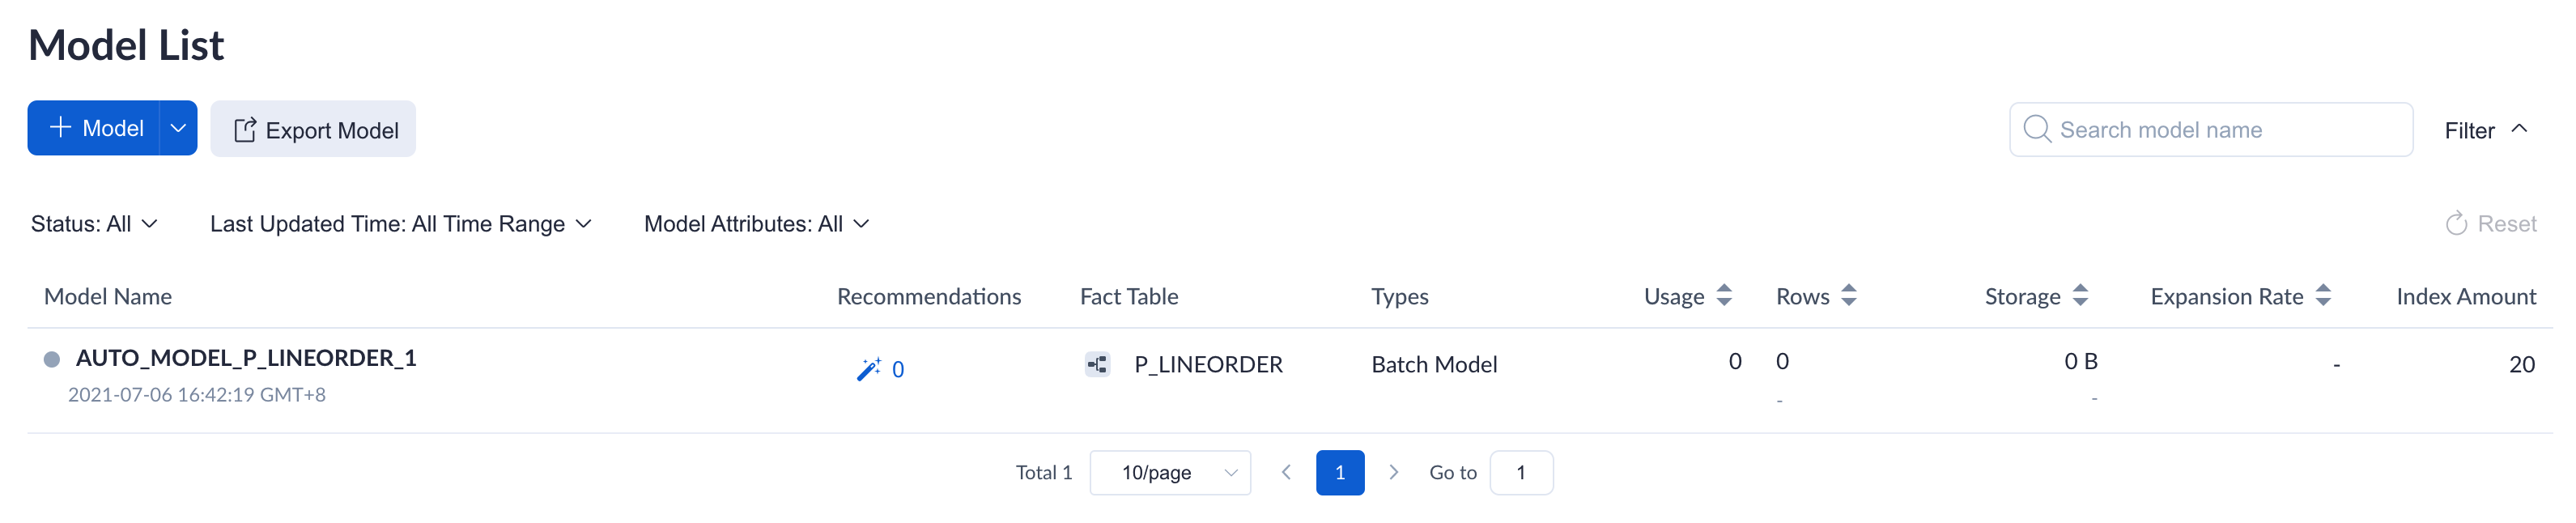 Model List
Model
Export Model
Search model name
Filter
Status: All
Last Updated Time: All Time Range
Model Attributes: All
Reset
Model Name Recommendations Fact Table Types Usage Rows Storage Expansion Rate Index Amount
AUTO_MODEL_P_LINEORDER_1 0 P_LINEORDER Batch Model 0 0 0 B - 20
2021-07-06 16:42:19 GMT+8 - -
Total 1 10/page 1 Go to 1